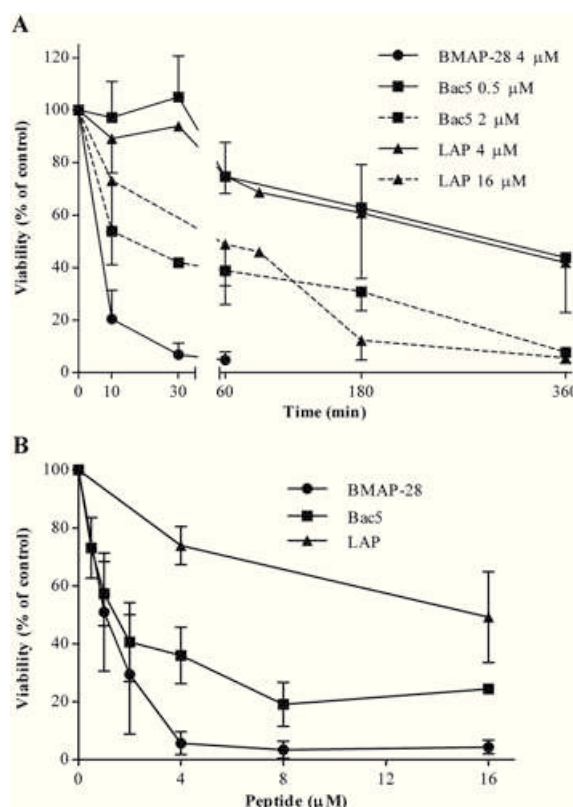 A
Viability (% of control)
120
100
80
60
40
20
0
0 10 30 60 180 360
Time (min)
BMAP-28 4 μM
Bac5 0.5 μM
Bac5 2 μM
LAP 4 μM
LAP 16 μM
B
Viability (% of control)
100
80
60
40
20
0
0 4 8 12 16
Peptide (μM)
BMAP-28
Bac5
LAP